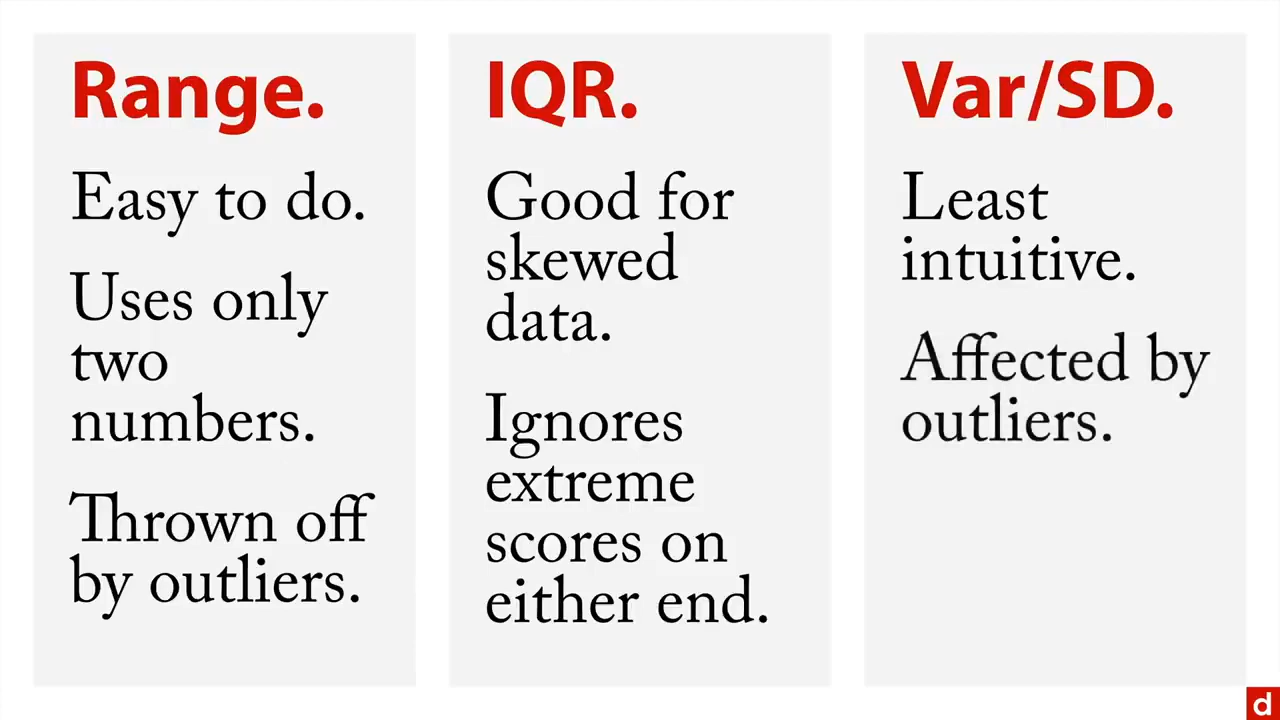 Range.
Easy to do.
Uses only
two
numbers.
Thrown off
by outliers.
IQR.
Good for
skewed
data.
Ignores
extreme
scores on
either end.
Var/SD.
Least
intuitive.
Affected by
outliers.
d